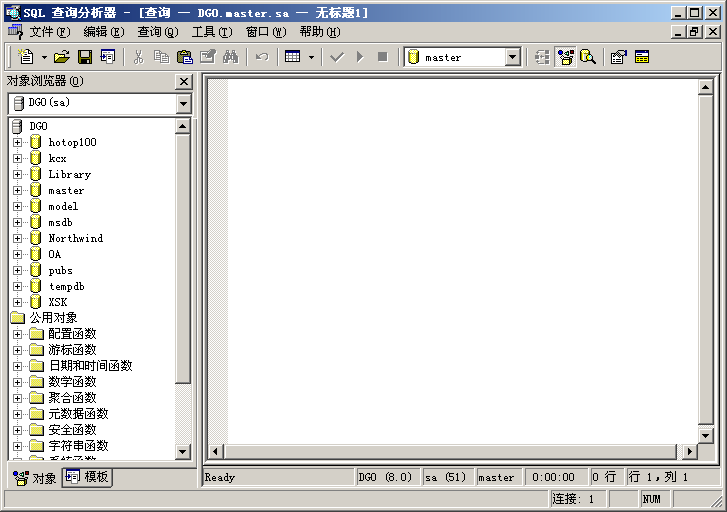 SQL 查询分析器 - [查询 — DGO.master.sa — 无标题1]
文件(F) 编辑(E) 查询(Q) 工具(T) 窗口(W) 帮助(H)
master
对象浏览器(O)
DGO(sa)
DGO
hotop100
kcx
Library
master
model
msdb
Northwind
OA
pubs
tempdb
XSK
公用对象
配置函数
游标函数
日期和时间函数
数学函数
聚合函数
元数据函数
安全函数
字符串函数
对象 模板
Ready DGO (8.0) sa (51) master 0:00:00 0 行 行 1,列 1
连接: 1 NUM